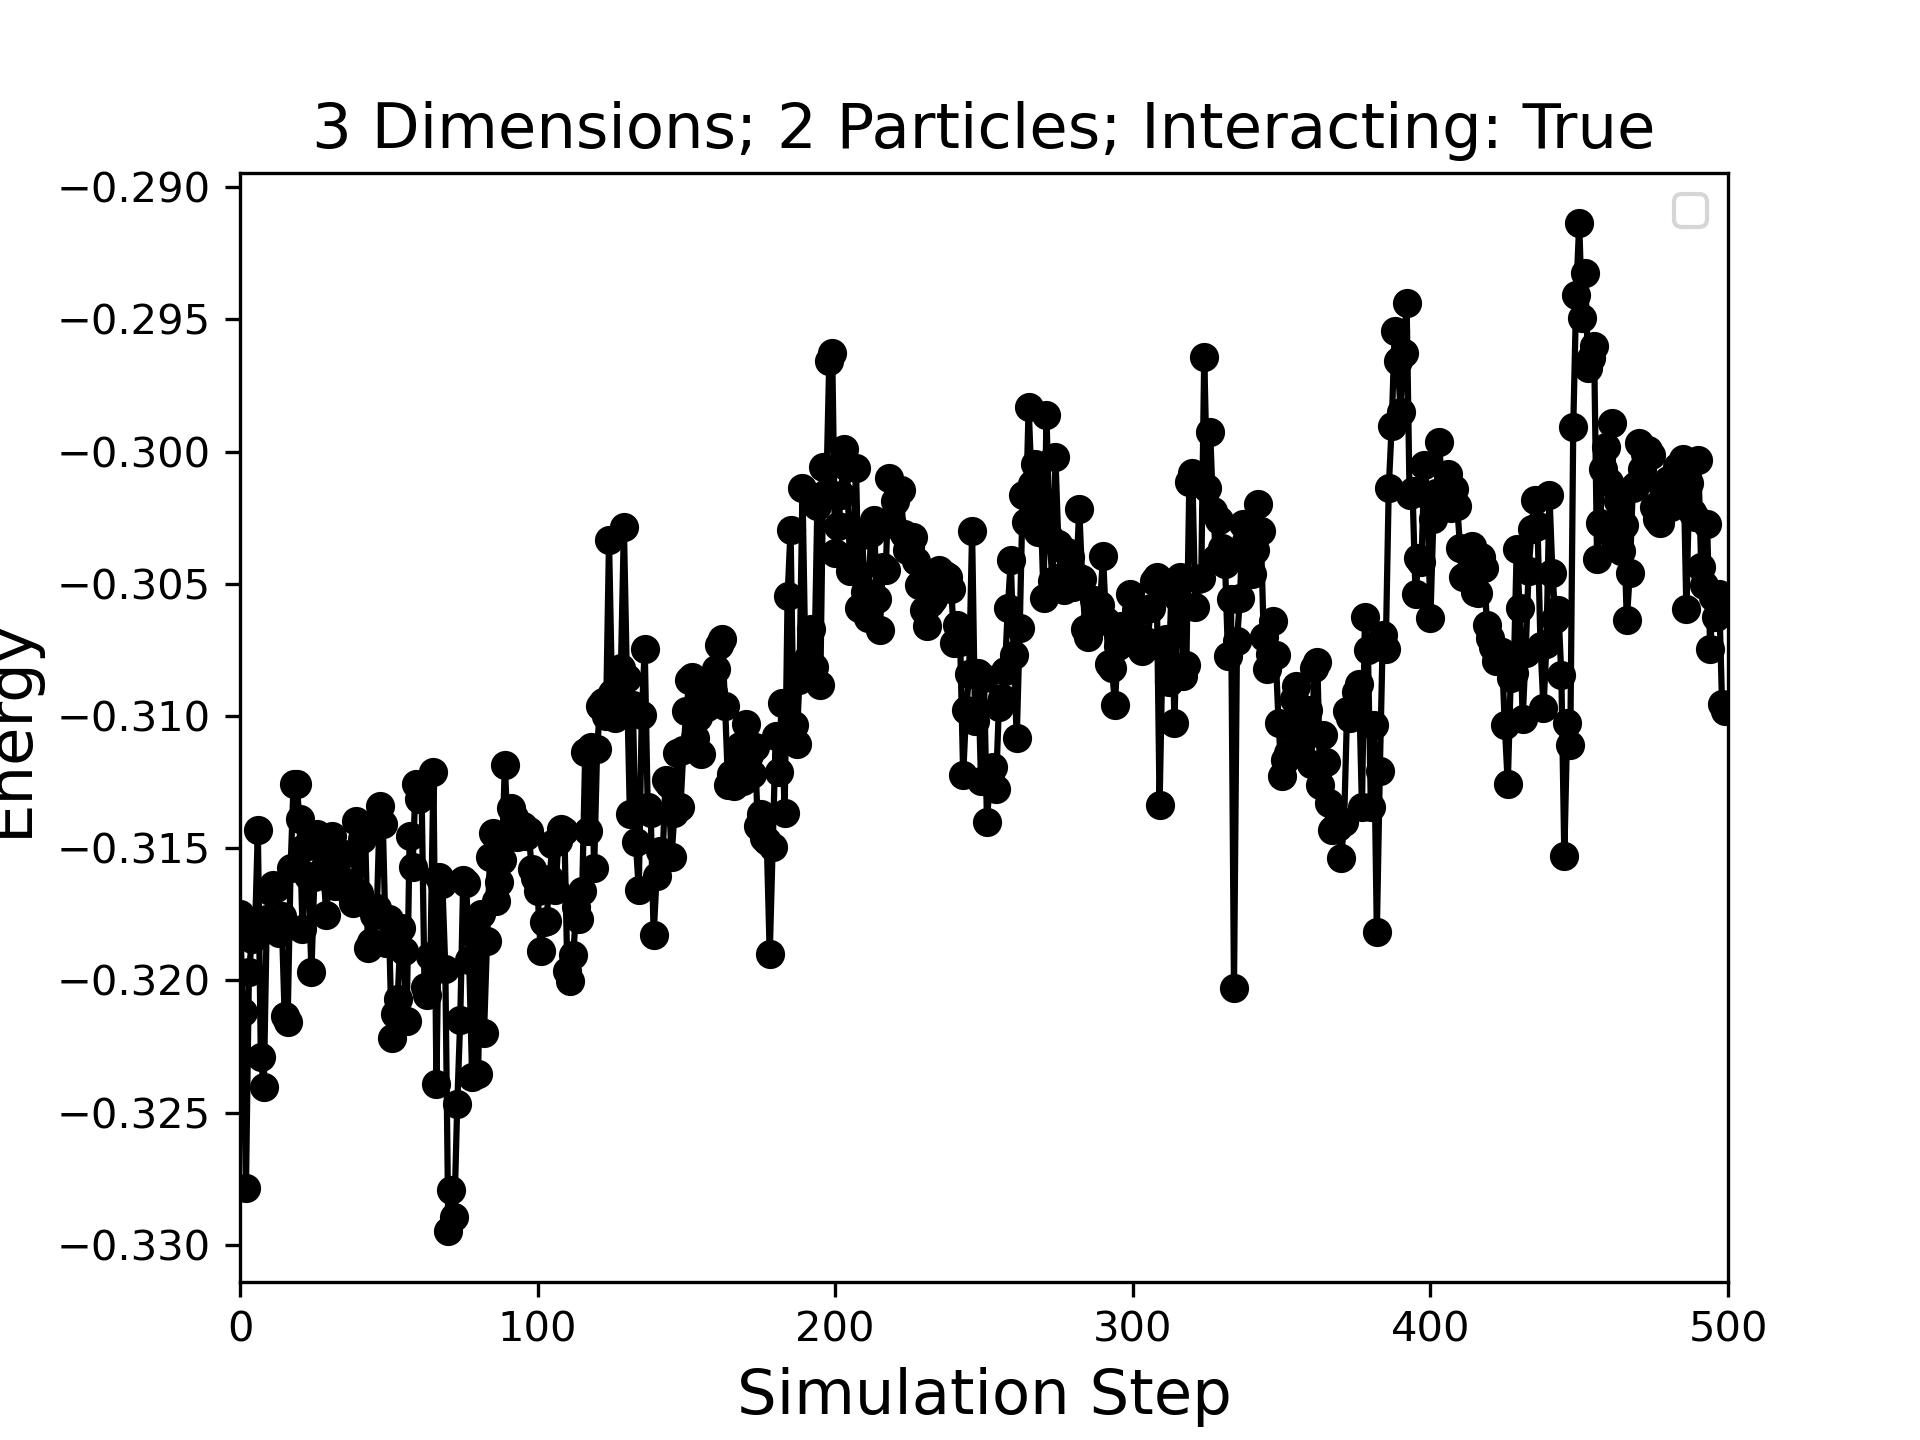 3 Dimensions; 2 Particles; Interacting: True
−0.290
−0.295
−0.300
−0.305
−0.310
−0.315
−0.320
−0.325
−0.330
Energy
0 100 200 300 400 500
Simulation Step